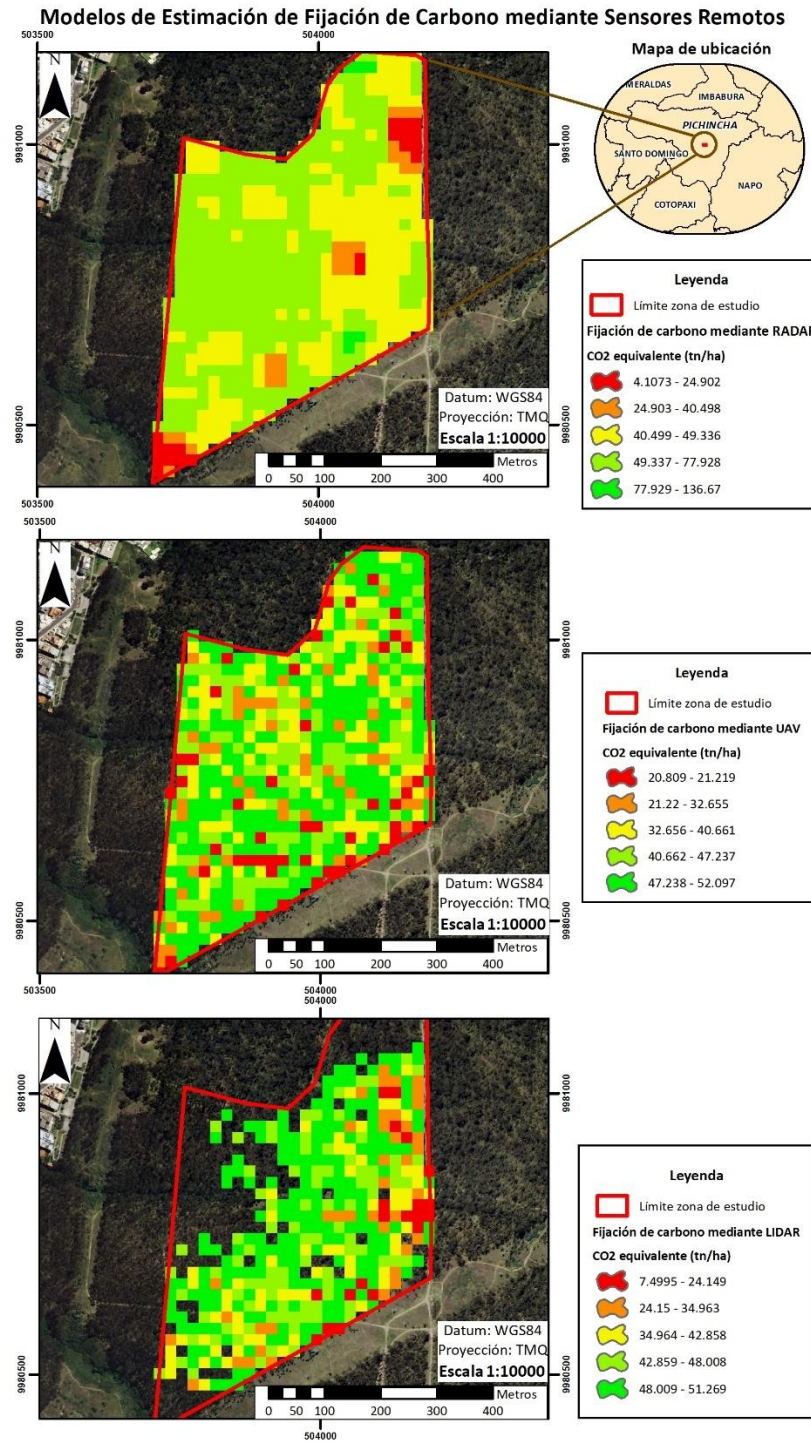 Modelos de Estimación de Fijación de Carbono mediante Sensores Remotos
503500
504000
N
9981000
9981000
9980500
9980500
Datum: WGS84
Proyección: TMQ
Escala 1:10000
Metros
0 50 100 200 300 400
503500
504000
Mapa de ubicación
MERALDAS
IMBABURA
PICHINCHA
SANTO DOMINGO
NAPO
COTOPAXI
Leyenda
Límite zona de estudio
Fijación de carbono mediante RADAR
CO2 equivalente (tn/ha)
4.1073 - 24.902
24.903 - 40.498
40.499 - 49.336
49.337 - 77.928
77.929 - 136.67
503500
504000
N
9981000
9981000
9980500
9980500
Datum: WGS84
Proyección: TMQ
Escala 1:10000
Metros
0 50 100 200 300 400
503500
504000
Leyenda
Límite zona de estudio
Fijación de carbono mediante UAV
CO2 equivalente (tn/ha)
20.809 - 21.219
21.22 - 32.655
32.656 - 40.661
40.662 - 47.237
47.238 - 52.097
504000
N
9981000
9981000
9980500
9980500
Datum: WGS84
Proyección: TMQ
Escala 1:10000
Metros
0 50 100 200 300 400
504000
Leyenda
Límite zona de estudio
Fijación de carbono mediante LIDAR
CO2 equivalente (tn/ha)
7.4995 - 24.149
24.15 - 34.963
34.964 - 42.858
42.859 - 48.008
48.009 - 51.269